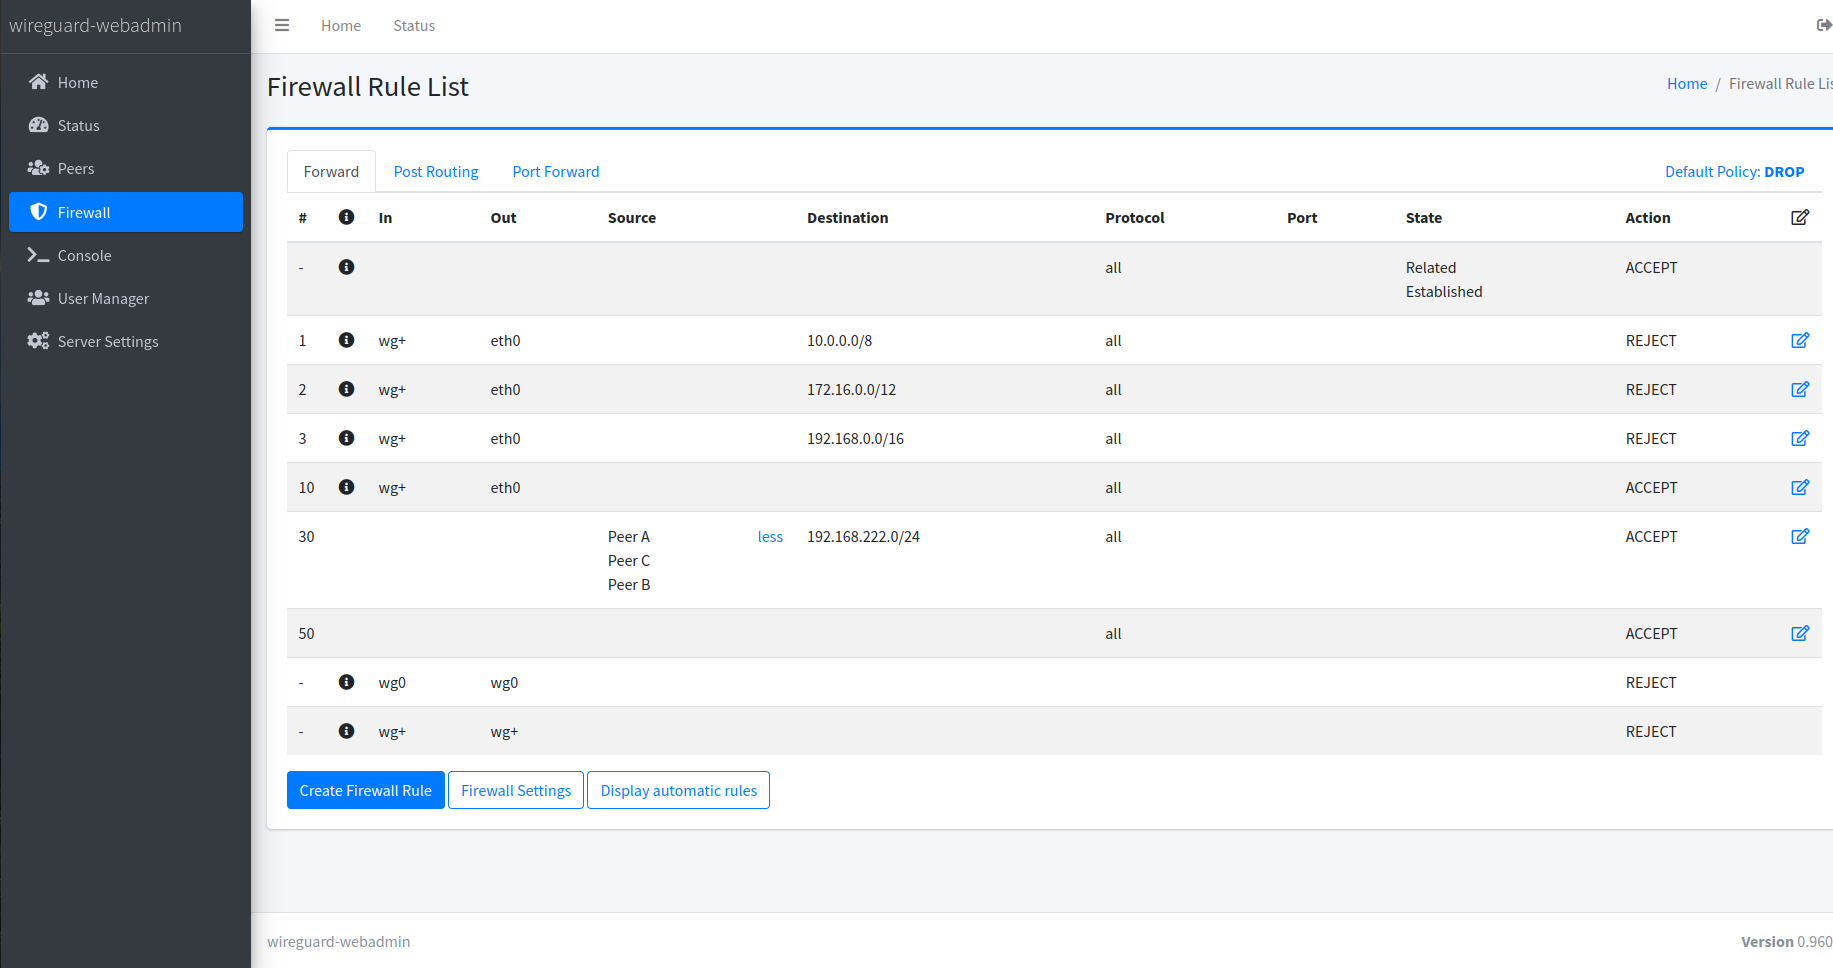 wireguard-webadmin
Home
Status
Home
Status
Peers
Firewall
Console
User Manager
Server Settings
Firewall Rule List
Home / Firewall Rule Lis
Forward
Post Routing
Port Forward
Default Policy: DROP
# In Out Source Destination Protocol Port State Action
- all Related ACCEPT
Established
1 wg+ eth0 10.0.0.0/8 all REJECT
2 wg+ eth0 172.16.0.0/12 all REJECT
3 wg+ eth0 192.168.0.0/16 all REJECT
10 wg+ eth0 all ACCEPT
30 Peer A less 192.168.222.0/24 all ACCEPT
Peer C
Peer B
50 all ACCEPT
- wg0 wg0 REJECT
- wg+ wg+ REJECT
Create Firewall Rule
Firewall Settings
Display automatic rules
wireguard-webadmin
Version 0.960